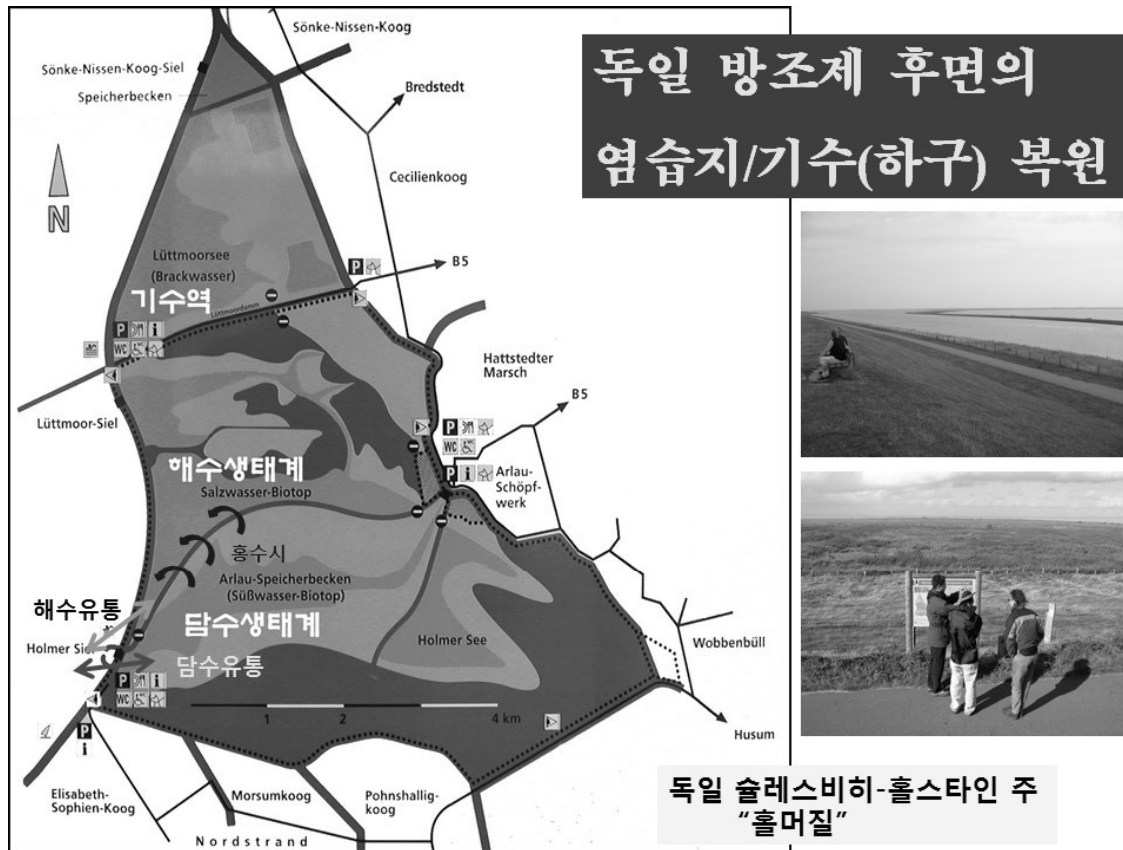 독일 방조제 후면의
염습지/기수(하구) 복원
Sönke-Nissen-Koog
Sönke-Nissen-Koog-Siel
Speicherbecken
Bredstedt
Cecilienkoog
N
Lüttmoorsee
(Brackwasser)
기수역
Lüttmoordamm
B5
P
P
i
WC
Hattstedter
Marsch
B5
Lüttmoor-Siel
P
WC
P i
Arlau-
Schöpf-
werk
해수생태계
Salzwasser-Biotop
홍수시
Arlau-Speicherbecken
(Süßwasser-Biotop)
해수유통
담수생태계
Holmer Siel
담수유통
Holmer See
Wobbenbüll
P i
WC
1 2 4 km
P
i
Husum
Elisabeth-
Sophien-Koog
Morsumkoog
Pohnshallig-
koog
Nordstrand
독일 슐레스비히-홀스타인 주
“홀머질”